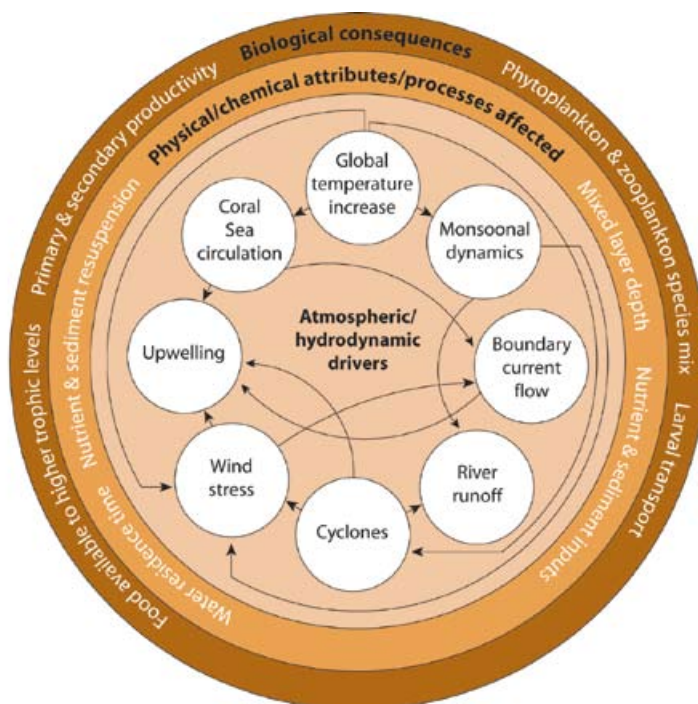 Biological consequences
Primary & secondary productivity
Phytoplankton & zooplankton species mix
Food available to higher trophic levels
Larval transport
Physical/chemical attributes/processes affected
Nutrient & sediment resuspension
Mixed layer depth
Water residence time
Nutrient & sediment inputs
Global
temperature
increase
Coral
Sea
circulation
Monsoonal
dynamics
Atmospheric/
hydrodynamic
drivers
Upwelling
Boundary
current
flow
Wind
stress
River
runoff
Cyclones